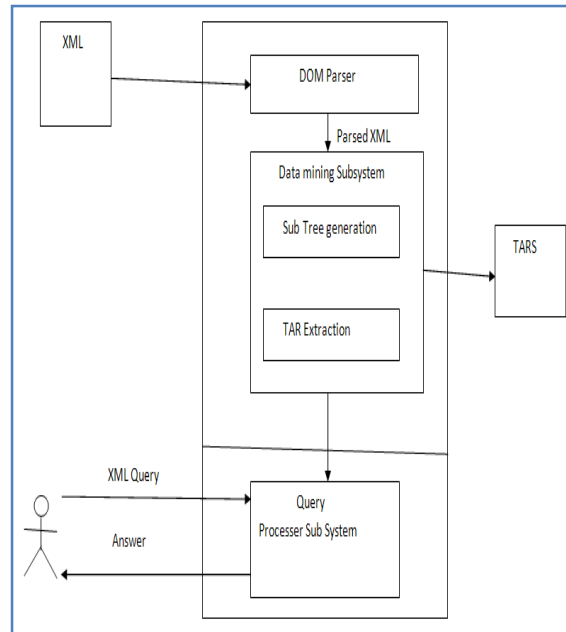 XML
DOM Parser
Parsed XML
Data mining Subsystem
Sub Tree generation
TARS
TAR Extraction
XML Query
Query
Processer Sub System
Answer